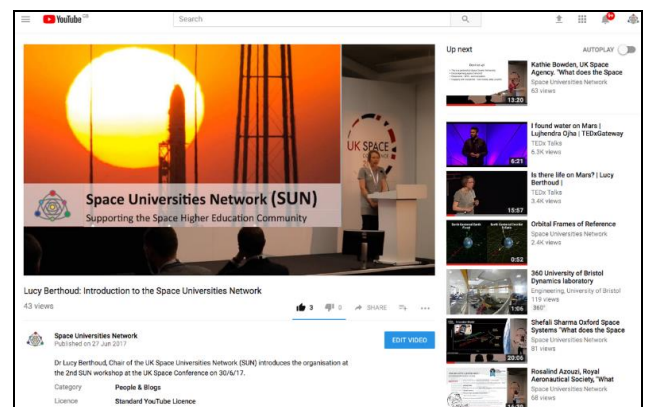 YouTube GB
Search
9+
UK SPACE
Space Universities Network (SUN)
Supporting the Space Higher Education Community
Lucy Berthoud: Introduction to the Space Universities Network
43 views
3
0
SHARE
Space Universities Network
Published on 27 Jun 2017
EDIT VIDEO
Dr Lucy Berthoud, Chair of the UK Space Universities Network (SUN) introduces the organisation at
the 2nd SUN workshop at the UK Space Conference on 30/6/17.
Category People & Blogs
Licence Standard YouTube Licence
Up next
AUTOPLAY
13:20
Kathie Bowden, UK Space
Agency. "What does the Space
Space Universities Network
63 views
6:21
I found water on Mars |
Lujhendra Ojha | TEDxGateway
TEDx Talks
6.3K views
15:57
Is there life on Mars? | Lucy
Berthoud |
TEDx Talks
3.4K views
0:52
Orbital Frames of Reference
Space Universities Network
2.4K views
1:06
360 University of Bristol
Dynamics laboratory
Engineering, University of Bristol
119 views
360°
20:06
Shefali Sharma Oxford Space
Systems "What does the Space
Space Universities Network
81 views
Rosalind Azouzi, Royal
Aeronautical Society, "What
Space Universities Network
68 views